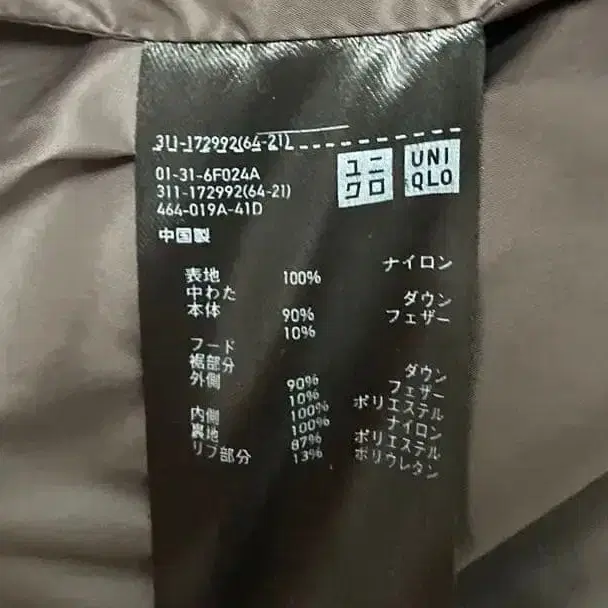 311-172992(64-21)
01-31-6F024A
311-172992(64-21)
464-019A-41D
ユニクロ
UNIQLO
中国製
表地 100% ナイロン
中わた
本体 90% ダウン
10% フェザー
フード
裾部分
外側 90% ダウン
10% フェザー
100% ポリエステル
内側 100% ナイロン
裏地 87% ポリエステル
リブ部分 13% ポリウレタン